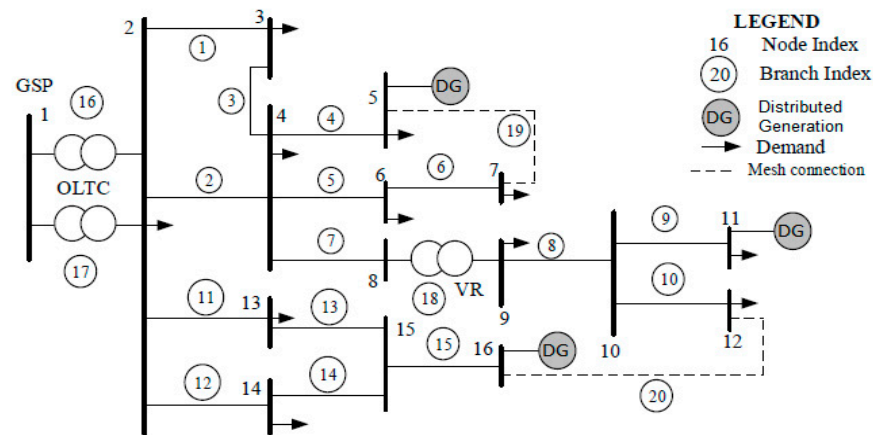 LEGEND
16 Node Index
20 Branch Index
DG Distributed
Generation
Demand
Mesh connection
GSP
1
16
OLTC
17
2
1
3
3
4
2
4
5
DG
19
5
6
6
7
7
8
18
VR
9
8
9
11
DG
10
10
12
11
13
13
12
14
14
15
15
16
DG
20